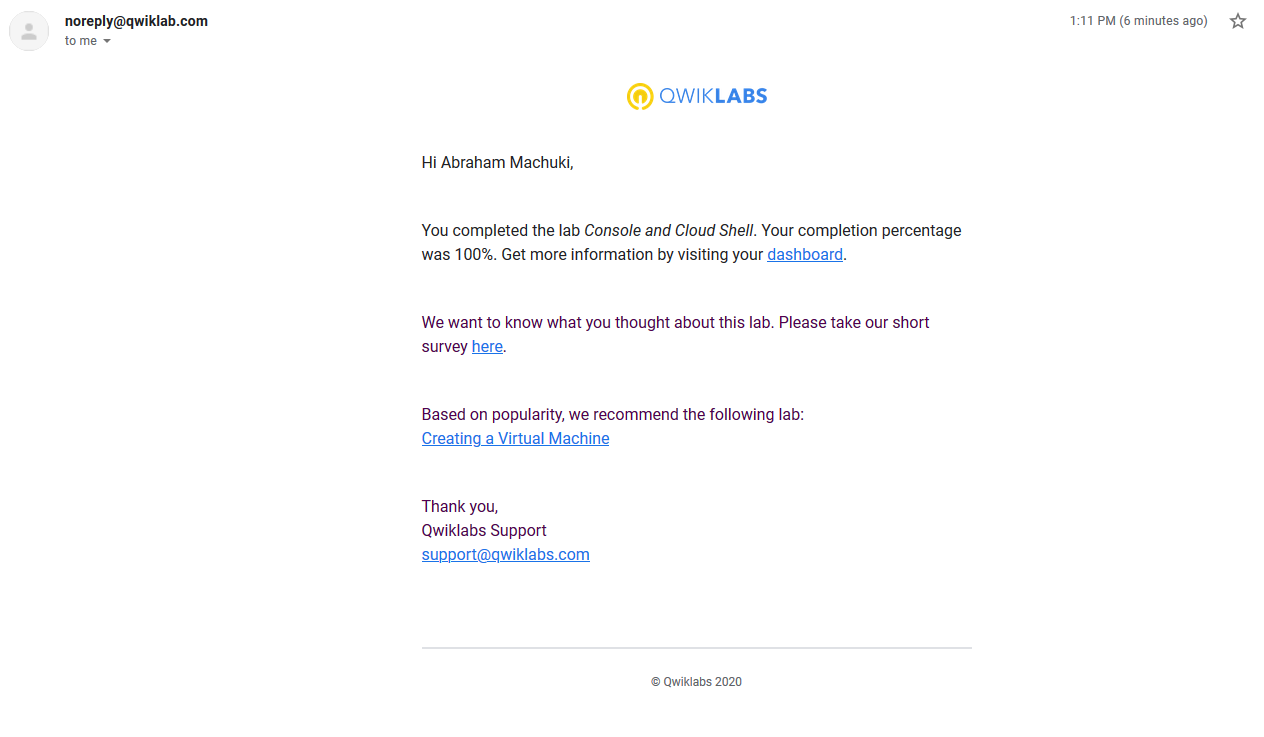 noreply@qwiklab.com
1:11 PM (6 minutes ago)
to me
QWIKLABS
Hi Abraham Machuki,
You completed the lab Console and Cloud Shell. Your completion percentage
was 100%. Get more information by visiting your dashboard.
We want to know what you thought about this lab. Please take our short
survey here.
Based on popularity, we recommend the following lab:
Creating a Virtual Machine
Thank you,
Qwiklabs Support
support@qwiklabs.com
© Qwiklabs 2020